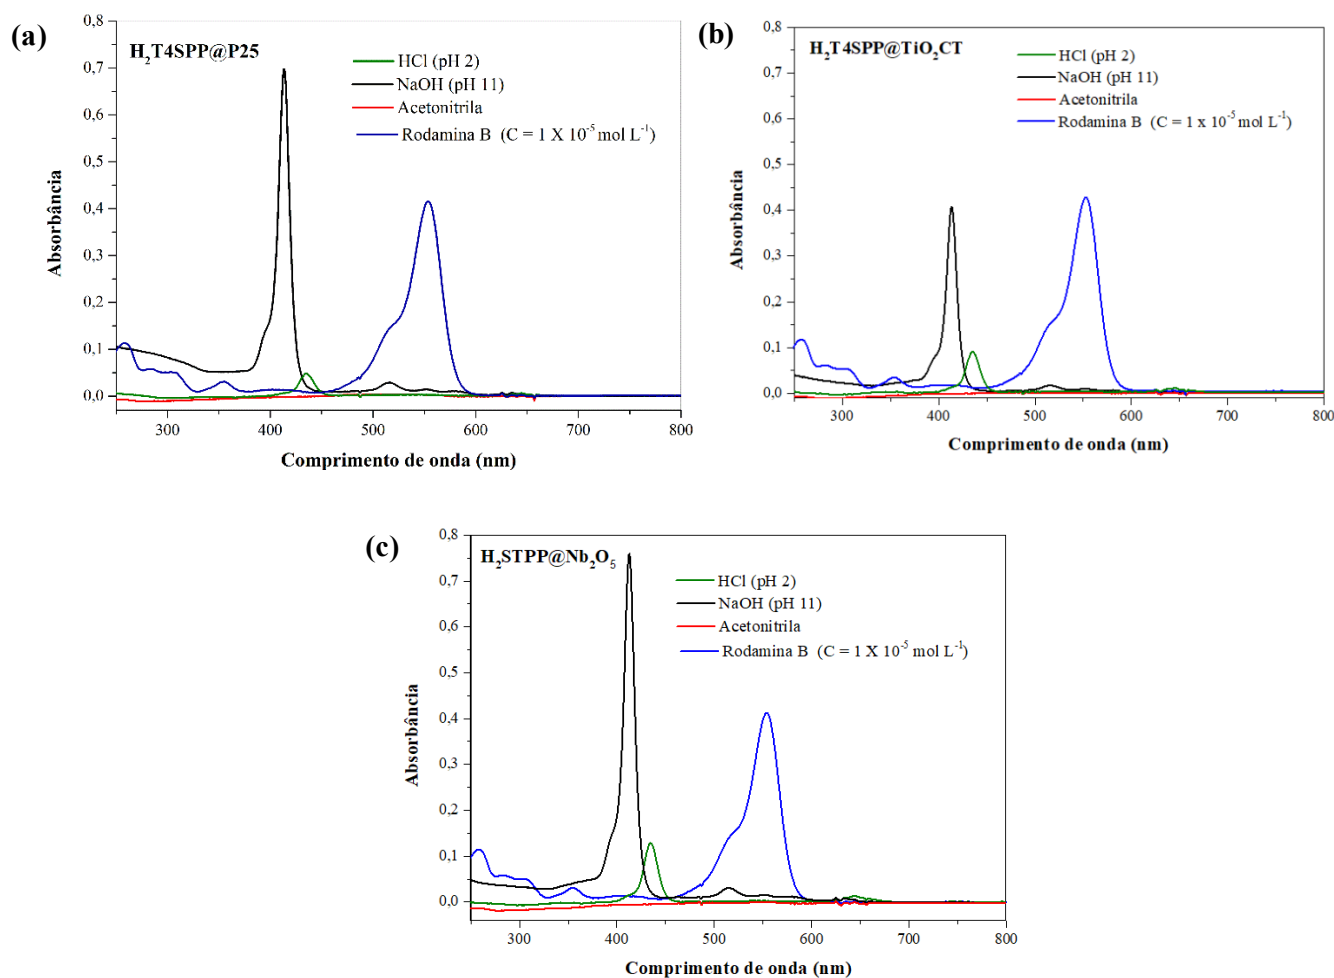 (a)
H₂T4SPP@P25
HCl (pH 2)
NaOH (pH 11)
Acetonitrila
Rodamina B (C = 1 X 10⁻⁵ mol L⁻¹)
Absorbância
0,8
0,7
0,6
0,5
0,4
0,3
0,2
0,1
0,0
300 400 500 600 700 800
Comprimento de onda (nm)
(b)
H₂T4SPP@TiO₂CT
HCl (pH 2)
NaOH (pH 11)
Acetonitrila
Rodamina B (C = 1 x 10⁻⁵ mol L⁻¹)
Absorbância
0,8
0,7
0,6
0,5
0,4
0,3
0,2
0,1
0,0
300 400 500 600 700 800
Comprimento de onda (nm)
(c)
H₂STPP@Nb₂O₅
HCl (pH 2)
NaOH (pH 11)
Acetonitrila
Rodamina B (C = 1 X 10⁻⁵ mol L⁻¹)
Absorbância
0,8
0,7
0,6
0,5
0,4
0,3
0,2
0,1
0,0
300 400 500 600 700 800
Comprimento de onda (nm)